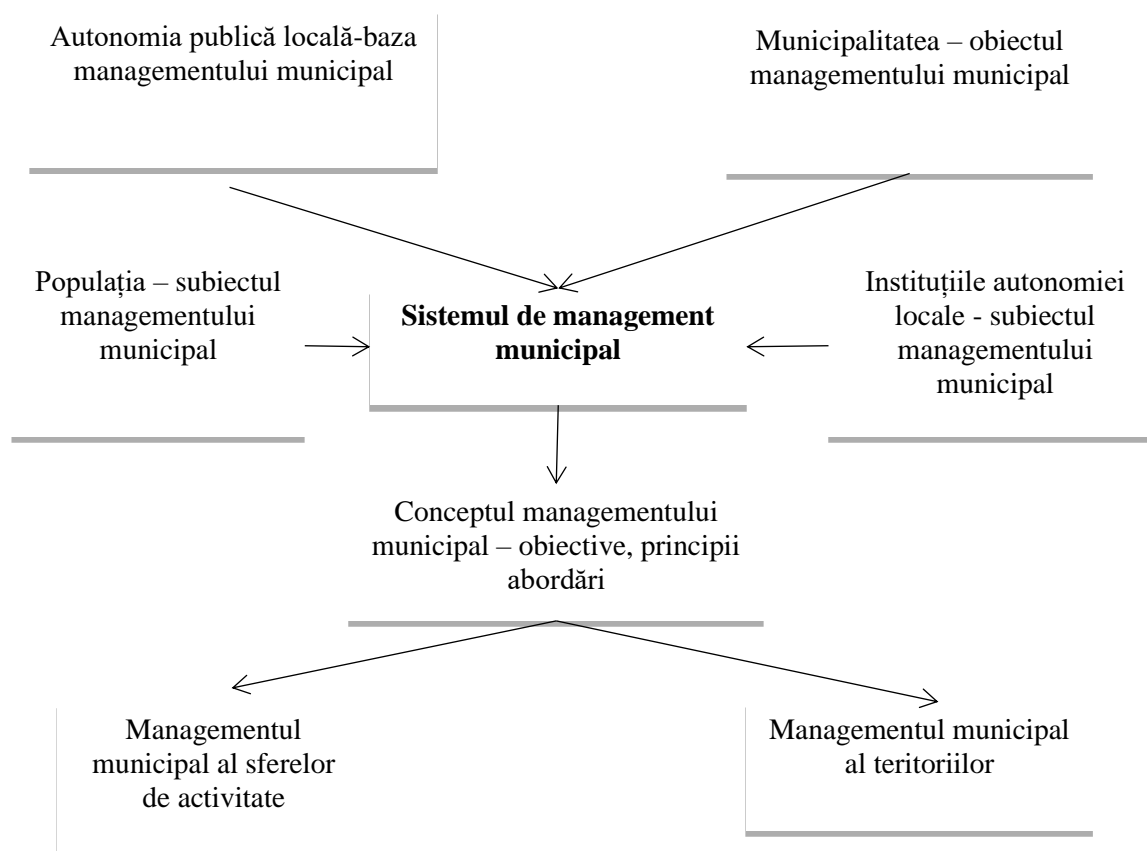 Autonomia publică locală-baza
managementului municipal
Municipalitatea – obiectul
managementului municipal
Populația – subiectul
managementului
municipal
Sistemul de management
municipal
Instituțiile autonomiei
locale - subiectul
managementului
municipal
Conceptul managementului
municipal – obiective, principii
abordări
Managementul
municipal al sferelor
de activitate
Managementul municipal
al teritoriilor